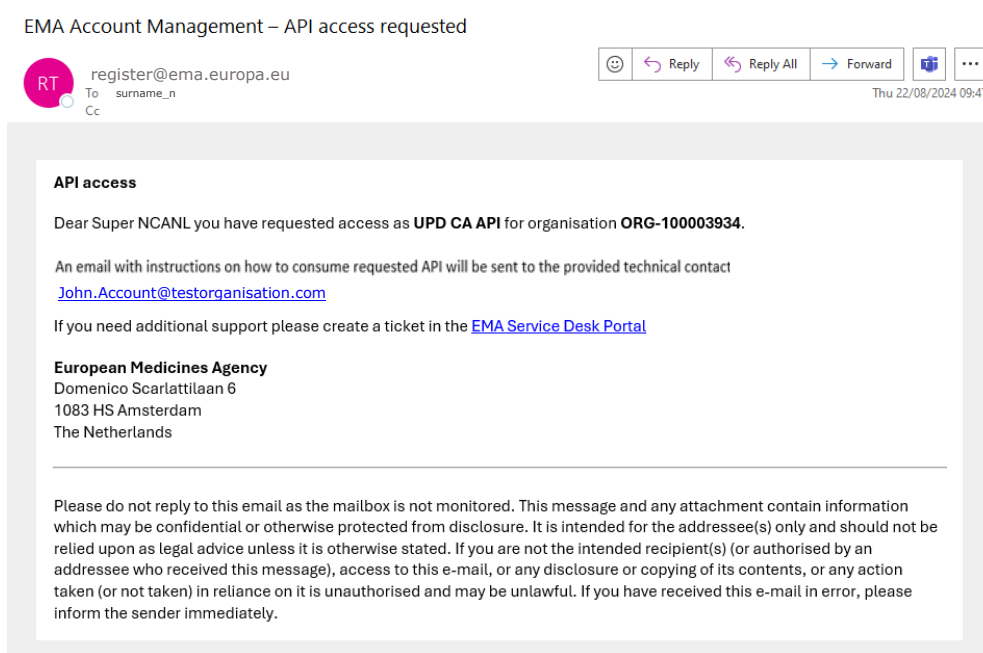 EMA Account Management – API access requested
RT
register@ema.europa.eu
To surname_n
Cc
Reply
Reply All
Forward
Thu 22/08/2024 09:47
API access
Dear Super NCANL you have requested access as UPD CA API for organisation ORG-100003934.
An email with instructions on how to consume requested API will be sent to the provided technical contact
John.Account@testorganisation.com
If you need additional support please create a ticket in the EMA Service Desk Portal
European Medicines Agency
Domenico Scarlattilaan 6
1083 HS Amsterdam
The Netherlands
Please do not reply to this email as the mailbox is not monitored. This message and any attachment contain information
which may be confidential or otherwise protected from disclosure. It is intended for the addressee(s) only and should not be
relied upon as legal advice unless it is otherwise stated. If you are not the intended recipient(s) (or authorised by an
addressee who received this message), access to this e-mail, or any disclosure or copying of its contents, or any action
taken (or not taken) in reliance on it is unauthorised and may be unlawful. If you have received this e-mail in error, please
inform the sender immediately.